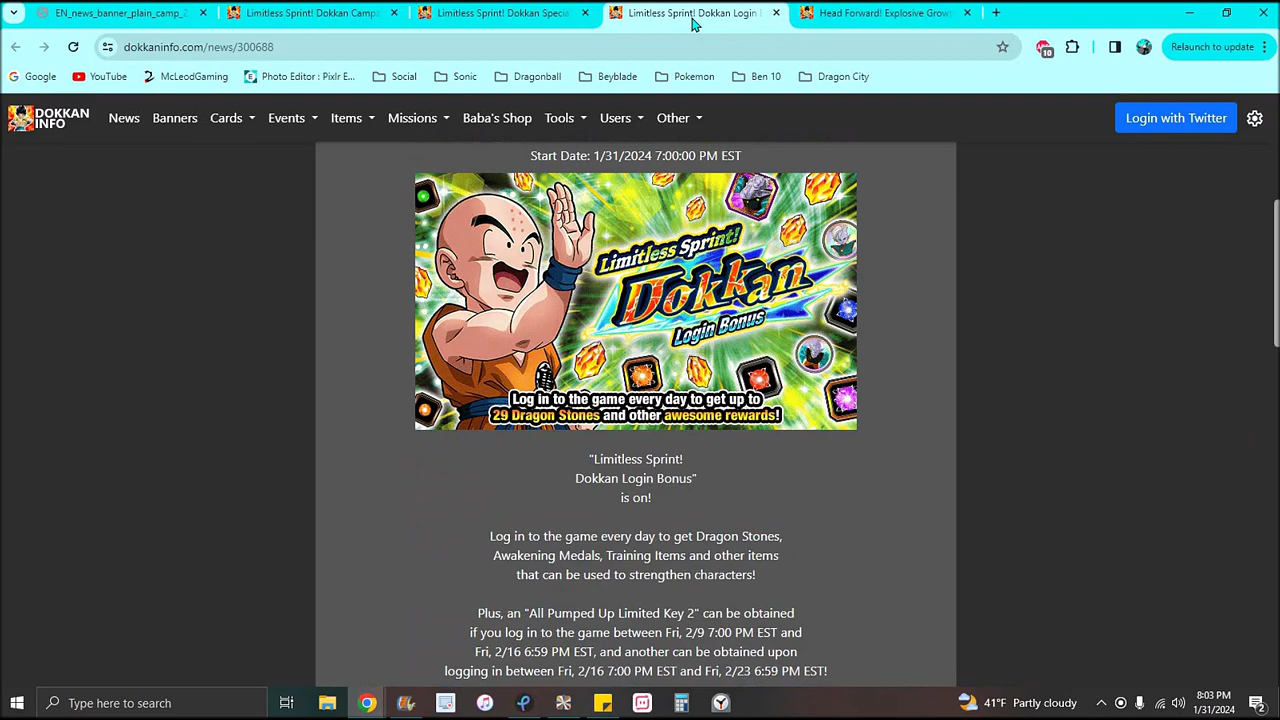 EN_news_banner_plain_camp_2
Limitless Sprint! Dokkan Campa
Limitless Sprint! Dokkan Specia
Limitless Sprint! Dokkan Login
Head Forward! Explosive Growt
dokkaninfo.com/news/300688
10
Relaunch to update
Google
YouTube
McLeodGaming
Photo Editor : Pixlr E...
Social
Sonic
Dragonball
Beyblade
Pokemon
Ben 10
Dragon City
DOKKAN
INFO
News
Banners
Cards
Events
Items
Missions
Baba's Shop
Tools
Users
Other
Login with Twitter
Start Date: 1/31/2024 7:00:00 PM EST
Limitless Sprint!
Dokkan
Login Bonus
Log in to the game every day to get up to
29 Dragon Stones and other awesome rewards!
"Limitless Sprint!
Dokkan Login Bonus"
is on!
Log in to the game every day to get Dragon Stones,
Awakening Medals, Training Items and other items
that can be used to strengthen characters!
Plus, an "All Pumped Up Limited Key 2" can be obtained
if you log in to the game between Fri, 2/9 7:00 PM EST and
Fri, 2/16 6:59 PM EST, and another can be obtained upon
logging in between Fri, 2/16 7:00 PM EST and Fri, 2/23 6:59 PM EST!
Type here to search
41°F Partly cloudy
8:03 PM
1/31/2024
2